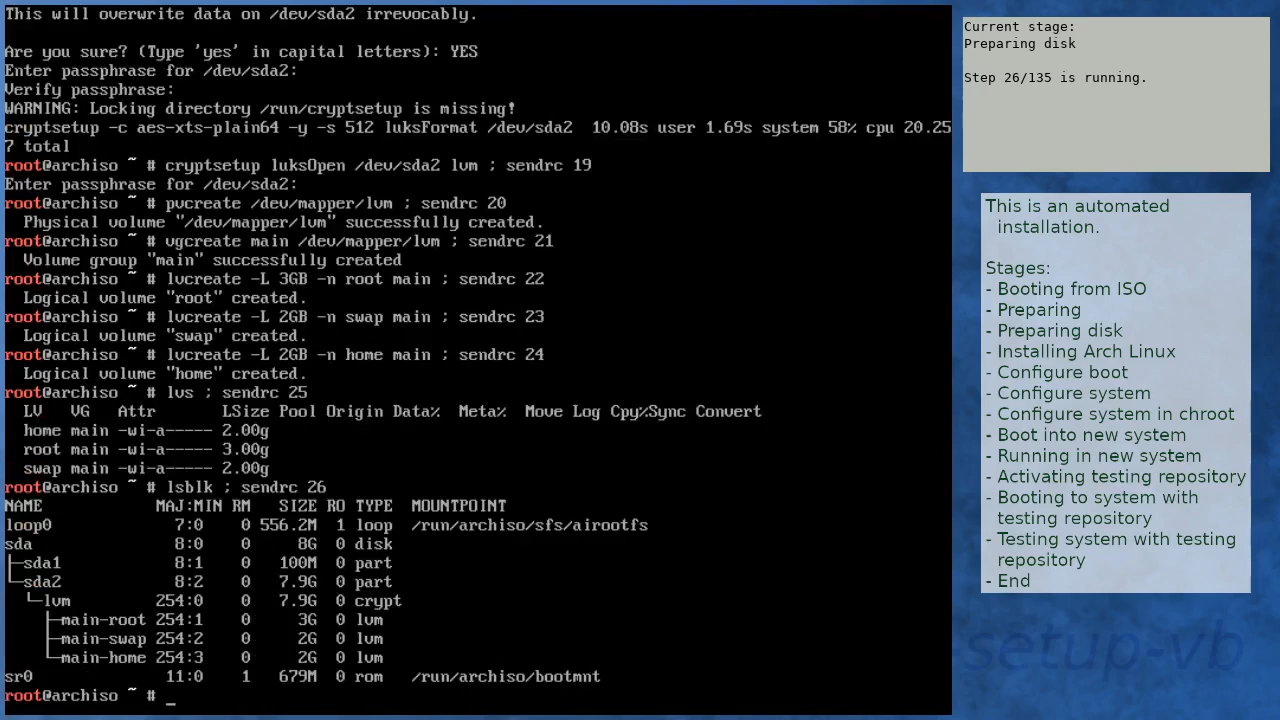 This will overwrite data on /dev/sda2 irrevocably.

Are you sure? (Type 'yes' in capital letters): YES
Enter passphrase for /dev/sda2:
Verify passphrase:
WARNING: Locking directory /run/cryptsetup is missing!
cryptsetup -c aes-xts-plain64 -y -s 512 luksFormat /dev/sda2  10.08s user 1.69s system 58% cpu 20.25
7 total
root@archiso ~ # cryptsetup luksOpen /dev/sda2 lvm ; sendrc 19
Enter passphrase for /dev/sda2:
root@archiso ~ # pvcreate /dev/mapper/lvm ; sendrc 20
  Physical volume "/dev/mapper/lvm" successfully created.
root@archiso ~ # vgcreate main /dev/mapper/lvm ; sendrc 21
  Volume group "main" successfully created
root@archiso ~ # lvcreate -L 3GB -n root main ; sendrc 22
  Logical volume "root" created.
root@archiso ~ # lvcreate -L 2GB -n swap main ; sendrc 23
  Logical volume "swap" created.
root@archiso ~ # lvcreate -L 2GB -n home main ; sendrc 24
  Logical volume "home" created.
root@archiso ~ # lvs ; sendrc 25
  LV   VG   Attr       LSize Pool Origin Data%  Meta%  Move Log Cpy%Sync Convert
  home main -wi-a----- 2.00g
  root main -wi-a----- 3.00g
  swap main -wi-a----- 2.00g
root@archiso ~ # lsblk ; sendrc 26
NAME            MAJ:MIN RM   SIZE RO TYPE  MOUNTPOINT
loop0             7:0    0 556.2M  1 loop  /run/archiso/sfs/airootfs
sda               8:0    0     8G  0 disk
├─sda1            8:1    0   100M  0 part
└─sda2            8:2    0   7.9G  0 part
  └─lvm         254:0    0   7.9G  0 crypt
    ├─main-root 254:1    0     3G  0 lvm
    ├─main-swap 254:2    0     2G  0 lvm
    └─main-home 254:3    0     2G  0 lvm
sr0              11:0    1   679M  0 rom   /run/archiso/bootmnt
root@archiso ~ # _
Current stage:
Preparing disk

Step 26/135 is running.
This is an automated
installation.

Stages:
- Booting from ISO
- Preparing
- Preparing disk
- Installing Arch Linux
- Configure boot
- Configure system
- Configure system in chroot
- Boot into new system
- Running in new system
- Activating testing repository
- Booting to system with
testing repository
- Testing system with testing
repository
- End
-setup-vb